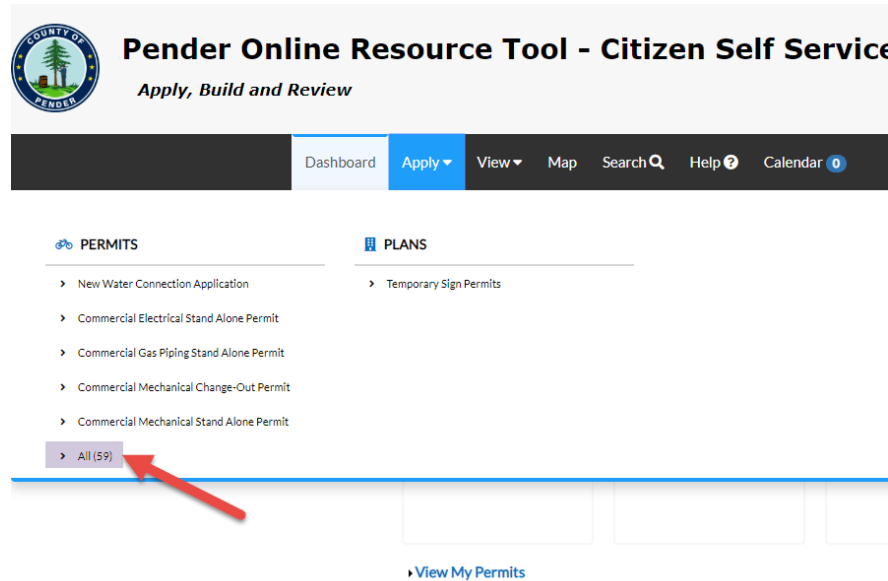 COUNTY OF
PENDER
Pender Online Resource Tool - Citizen Self Service
Apply, Build and Review
Dashboard Apply View Map Search Help Calendar 0
PERMITS
New Water Connection Application
Commercial Electrical Stand Alone Permit
Commercial Gas Piping Stand Alone Permit
Commercial Mechanical Change-Out Permit
Commercial Mechanical Stand Alone Permit
All (59)
PLANS
Temporary Sign Permits
View My Permits